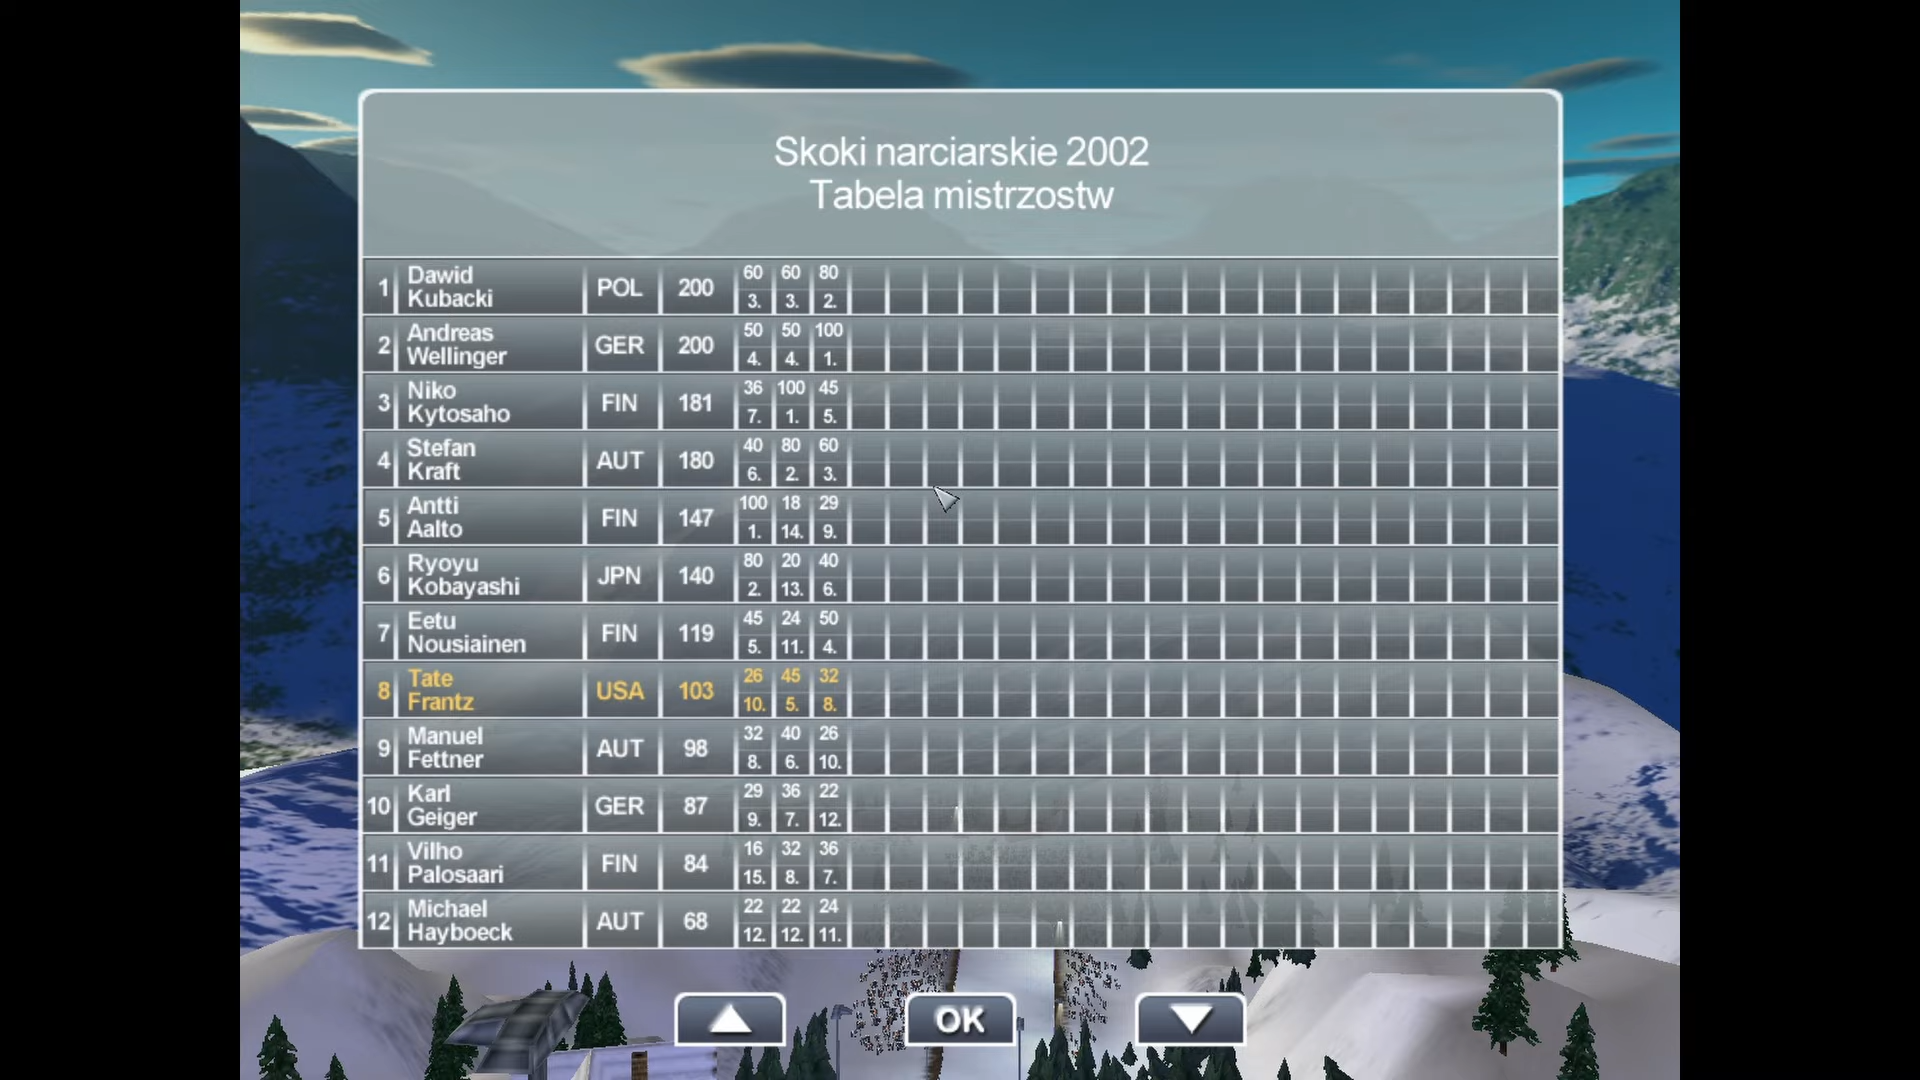 Skoki narciarskie 2002
Tabela mistrzostw
1 Dawid Kubacki POL 200 60 60 80
3. 3. 2.
2 Andreas Wellinger GER 200 50 50 100
4. 4. 1.
3 Niko Kytosaho FIN 181 36 100 45
7. 1. 5.
4 Stefan Kraft AUT 180 40 80 60
6. 2. 3.
5 Antti Aalto FIN 147 100 18 29
1. 14. 9.
6 Ryoyu Kobayashi JPN 140 80 20 40
2. 13. 6.
7 Eetu Nousiainen FIN 119 45 24 50
5. 11. 4.
8 Tate Frantz USA 103 26 45 32
10. 5. 8.
9 Manuel Fettner AUT 98 32 40 26
8. 6. 10.
10 Karl Geiger GER 87 29 36 22
9. 7. 12.
11 Vilho Palosaari FIN 84 16 32 36
15. 8. 7.
12 Michael Hayboeck AUT 68 22 22 24
12. 12. 11.
OK